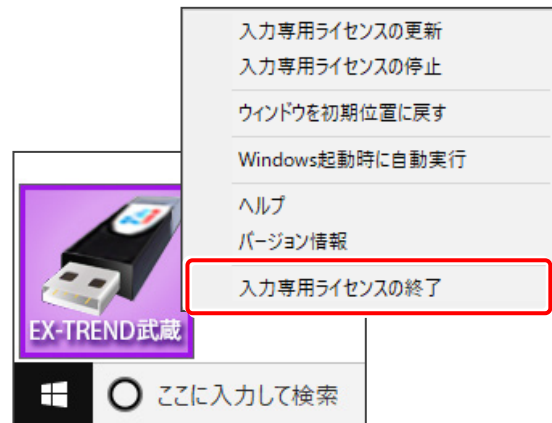 入力専用ライセンスの更新
入力専用ライセンスの停止
ウィンドウを初期位置に戻す
Windows起動時に自動実行
ヘルプ
バージョン情報
入力専用ライセンスの終了
EX-TREND武蔵
ここに入力して検索